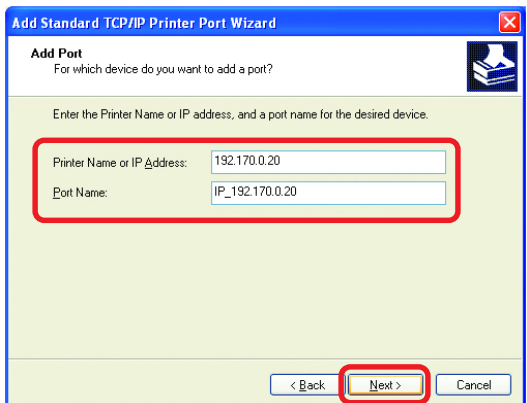 Add Standard TCP/IP Printer Port Wizard
Add Port
For which device do you want to add a port?
Enter the Printer Name or IP address, and a port name for the desired device.
Printer Name or IP Address: 192.170.0.20
Port Name: IP_192.170.0.20
< Back Next > Cancel